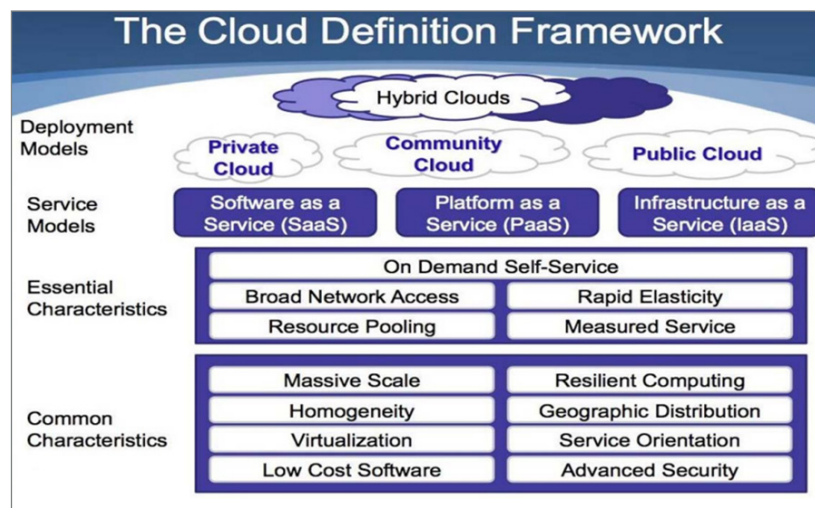 The Cloud Definition Framework
Hybrid Clouds
Deployment
Models
Private
Cloud
Community
Cloud
Public Cloud
Service
Models
Software as a
Service (SaaS)
Platform as a
Service (PaaS)
Infrastructure as a
Service (IaaS)
Essential
Characteristics
On Demand Self-Service
Broad Network Access
Rapid Elasticity
Resource Pooling
Measured Service
Common
Characteristics
Massive Scale
Resilient Computing
Homogeneity
Geographic Distribution
Virtualization
Service Orientation
Low Cost Software
Advanced Security